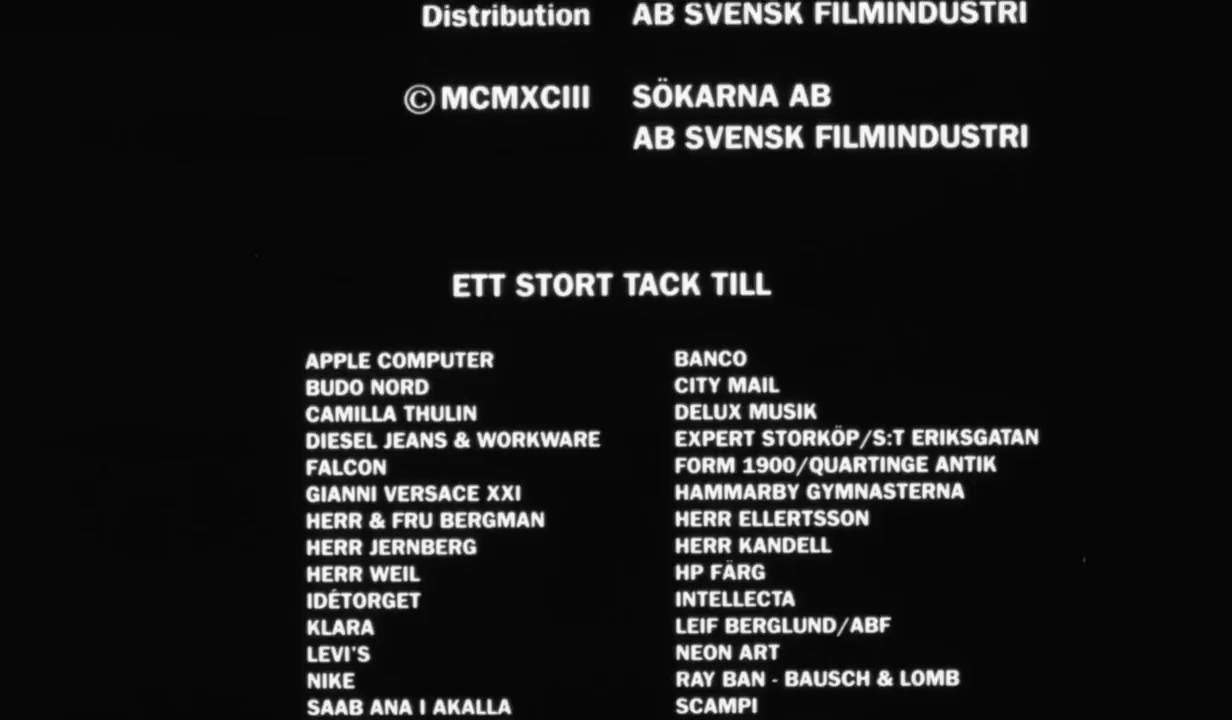 Distribution AB SVENSK FILMINDUSTRI
©MCMXCIII SÖKARNA AB
AB SVENSK FILMINDUSTRI
ETT STORT TACK TILL
APPLE COMPUTER BANCO
BUDO NORD CITY MAIL
CAMILLA THULIN DELUX MUSIK
DIESEL JEANS & WORKWARE EXPERT STORKÖP/S:T ERIKSGATAN
FALCON FORM 1900/QUARTINGE ANTIK
GIANNI VERSACE XXI HAMMARBY GYMNASTERNA
HERR & FRU BERGMAN HERR ELLERTSSON
HERR JERNBERG HERR KANDELL
HERR WEIL HP FÄRG
IDÉTORGET INTELLECTA
KLARA LEIF BERGLUND/ABF
LEVI'S NEON ART
NIKE RAY BAN - BAUSCH & LOMB
SAAB ANA I AKALLA SCAMPI